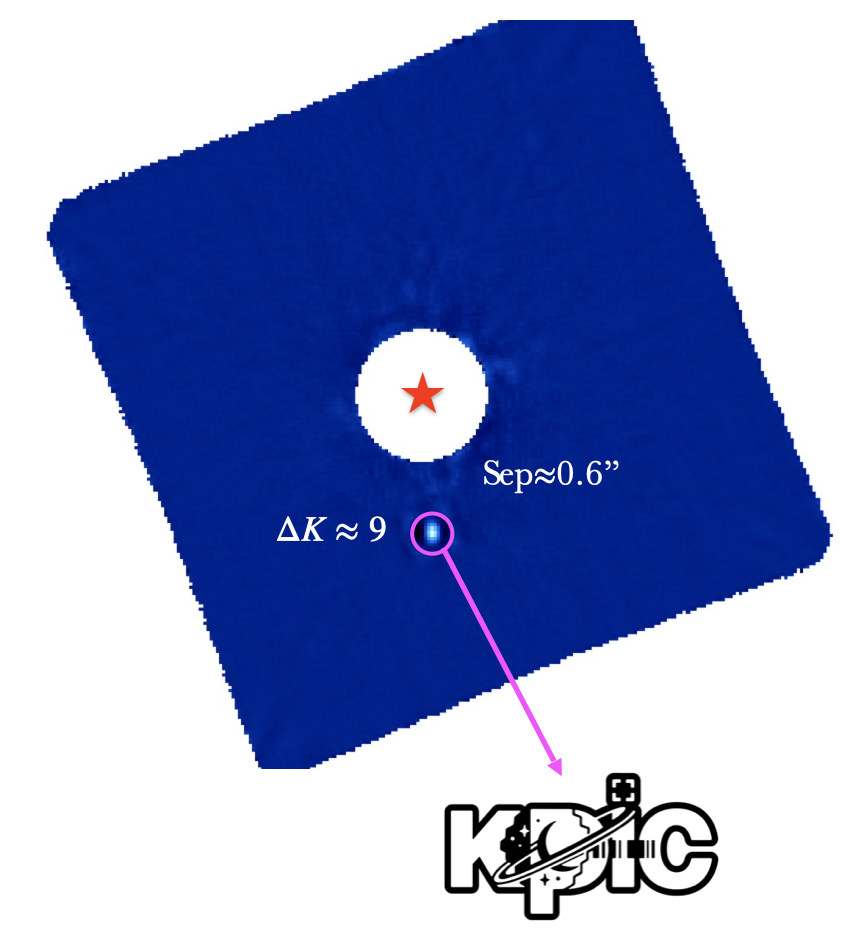 Sep≈0.6”
ΔK ≈ 9
KPIC